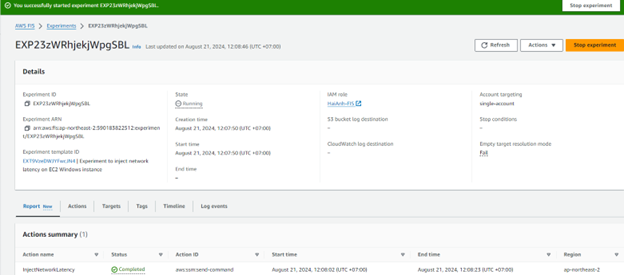 You successfully started experiment EXP23zWRhjekjWpgSBL.
Stop experiment
AWS FIS > Experiments > EXP23zWRhjekjWpgSBL
EXP23zWRhjekjWpgSBL Info Last updated on August 21, 2024, 12:08:46 (UTC+07:00)
Refresh
Actions
Stop experiment
Details
Experiment ID
EXP23zWRhjekjWpgSBL
Experiment ARN
arn:aws:fis:ap-northeast-2:590183822512:experimen
t/EXP23zWRhjekjWpgSBL
Experiment template ID
| Experiment to inject network
latency on EC2 Windows instance
State
Running
Creation time
August 21, 2024, 12:07:50 (UTC+07:00)
Start time
August 21, 2024, 12:07:50 (UTC+07:00)
End time
–
IAM role
HaiAnh-FIS
S3 bucket log destination
–
CloudWatch log destination
–
Account targeting
single-account
Stop conditions
–
Empty target resolution mode
Fail
Report New
Actions
Targets
Tags
Timeline
Log events
Actions summary (1)
Action name
Status
Action ID
Start time
End time
Region
InjectNetworkLatency
Completed
aws:ssm:send-command
August 21, 2024, 12:08:02 (UTC+07:00)
August 21, 2024, 12:08:23 (UTC+07:00)
ap-northeast-2